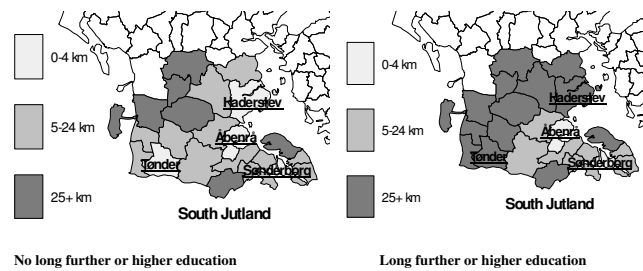 0-4 km
5-24 km
25+ km
Haderslev
Åbenrå
Tønder
Sønderborg
South Jutland
No long further or higher education
0-4 km
5-24 km
25+ km
Haderslev
Åbenrå
Tønder
Sønderborg
South Jutland
Long further or higher education